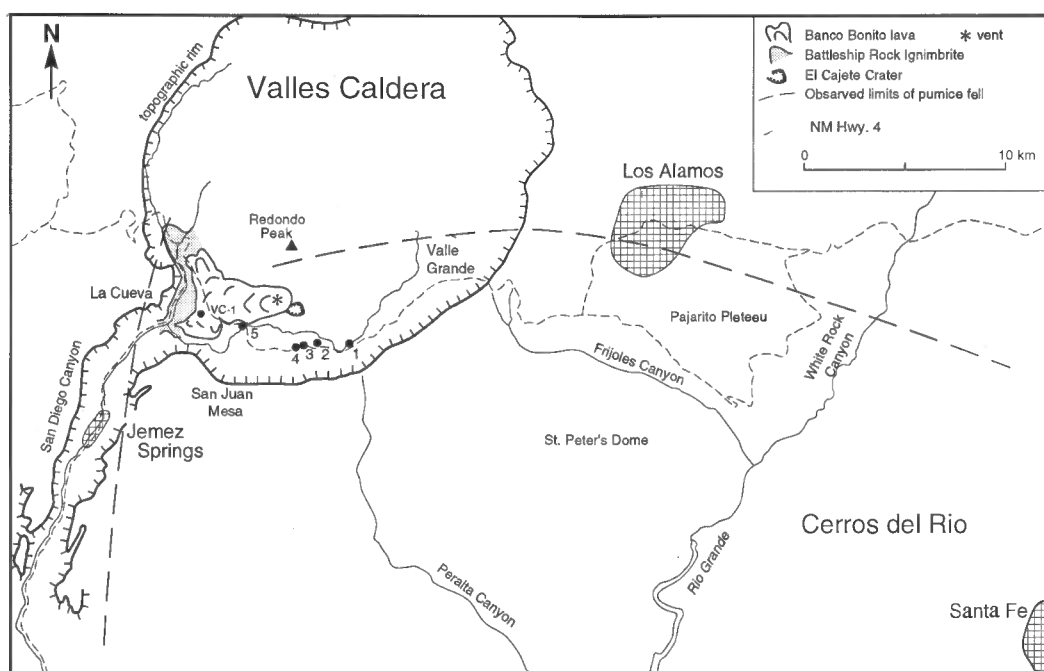 N
topographic rim
Valles Caldera
Banco Bonito lava
* vent
Battleship Rock Ignimbrite
El Cajete Crater
Obsarved limits of pumice fell
NM Hwy. 4
0
10 km
Los Alamos
Redondo
Peak
Valle
Grande
La Cueva
VC-1
5
4
3
2
1
Pajarito Pleteeu
White Rock
Canyon
Frijoles Canyon
San Diego Canyon
San Juan
Mesa
Jemez
Springs
St. Peter's Dome
Cerros del Rio
Rio Grande
Peralta Canyon
Santa Fe